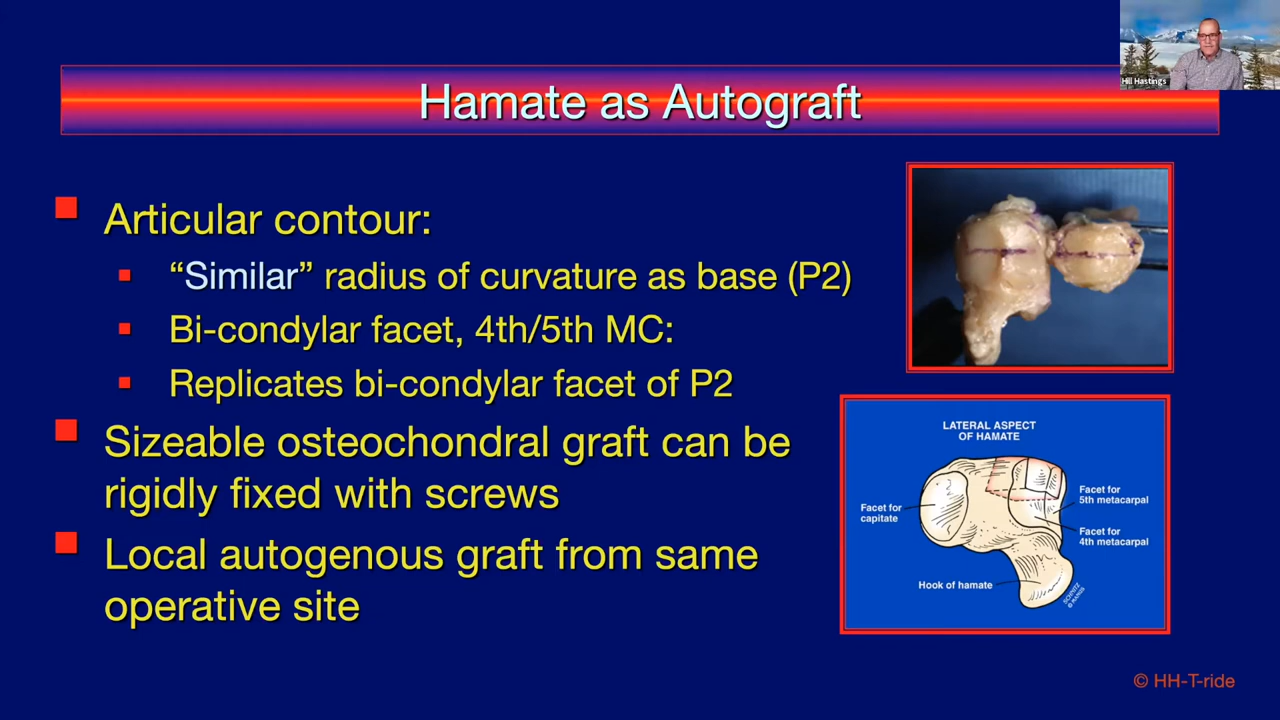 Hill Hastings
Hamate as Autograft
Articular contour:
“Similar” radius of curvature as base (P2)
Bi-condylar facet, 4th/5th MC:
Replicates bi-condylar facet of P2
Sizeable osteochondral graft can be
rigidly fixed with screws
Local autogenous graft from same
operative site
LATERAL ASPECT
OF HAMATE
Facet for
capitate
Facet for
5th metacarpal
Facet for
4th metacarpal
Hook of hamate
© HH-T-ride